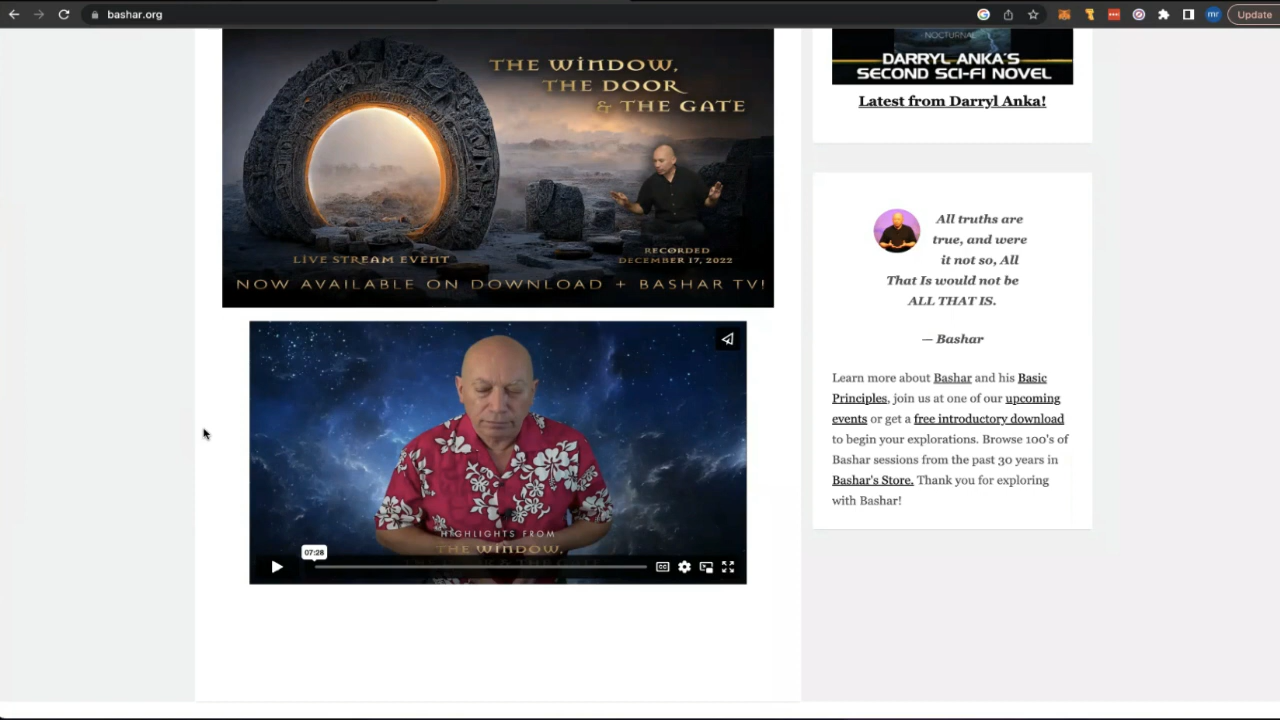 bashar.org
mr
Update
THE WINDOW,
THE DOOR
& THE GATE
LIVE STREAM EVENT
RECORDED
DECEMBER 17, 2022
NOW AVAILABLE ON DOWNLOAD + BASHAR TV!
HIGHLIGHTS FROM
THE WINDOW,
07:28
CC
NOCTURNAL
DARRYL ANKA'S
SECOND SCI-FI NOVEL
Latest from Darryl Anka!
All truths are
true, and were
it not so, All
That Is would not be
ALL THAT IS.
— Bashar
Learn more about Bashar and his Basic
Principles, join us at one of our upcoming
events or get a free introductory download
to begin your explorations. Browse 100's of
Bashar sessions from the past 30 years in
Bashar's Store. Thank you for exploring
with Bashar!